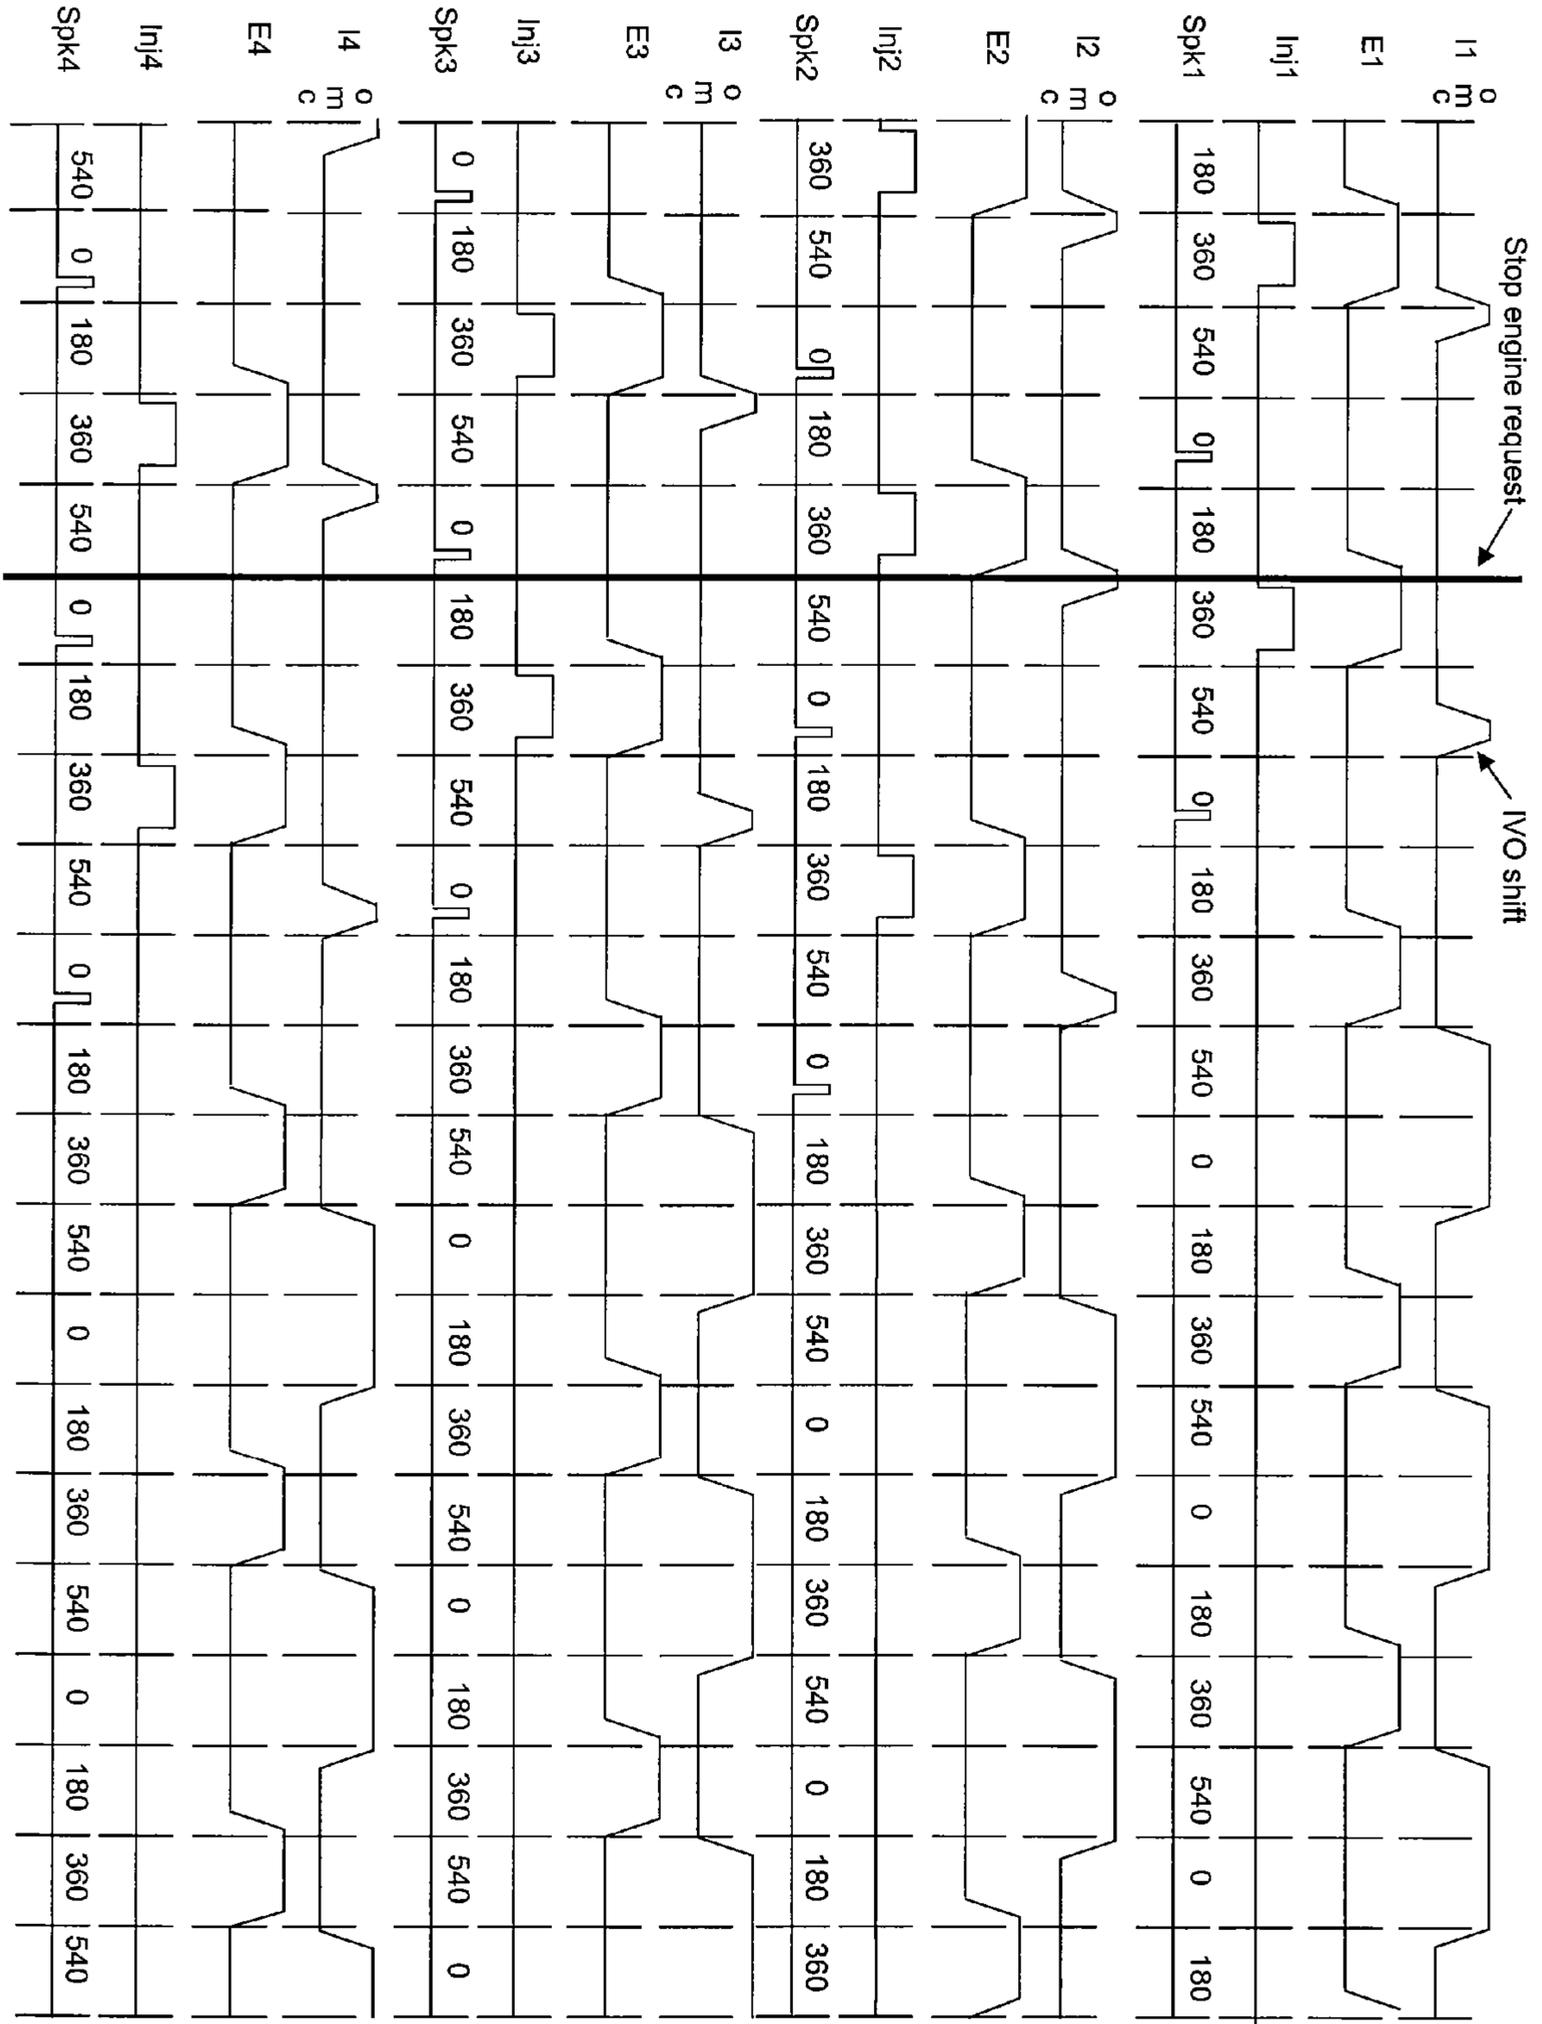 Stop engine request
IVO shift
I1
o
m
c
E1
Inj1
Spk1
180 360 540 0 180 360 540 0 180 360 540 0 180 360 540 0 180 360 540 0 180
I2
o
m
c
E2
Inj2
Spk2
360 540 0 180 360 540 0 180 360 540 0 180 360 540 0 180 360 540 0 180 360
I3
o
m
c
E3
Inj3
Spk3
0 180 360 540 0 180 360 540 0 180 360 540 0 180 360 540 0 180 360 540 0
I4
o
m
c
E4
Inj4
Spk4
540 0 180 360 540 0 180 360 540 0 180 360 540 0 180 360 540 0 180 360 540